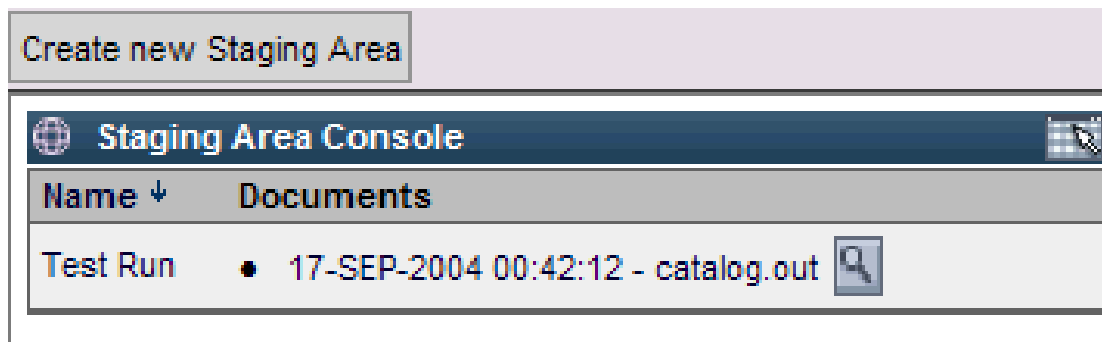 Create new Staging Area
Staging Area Console
Name Documents
Test Run • 17-SEP-2004 00:42:12 - catalog.out